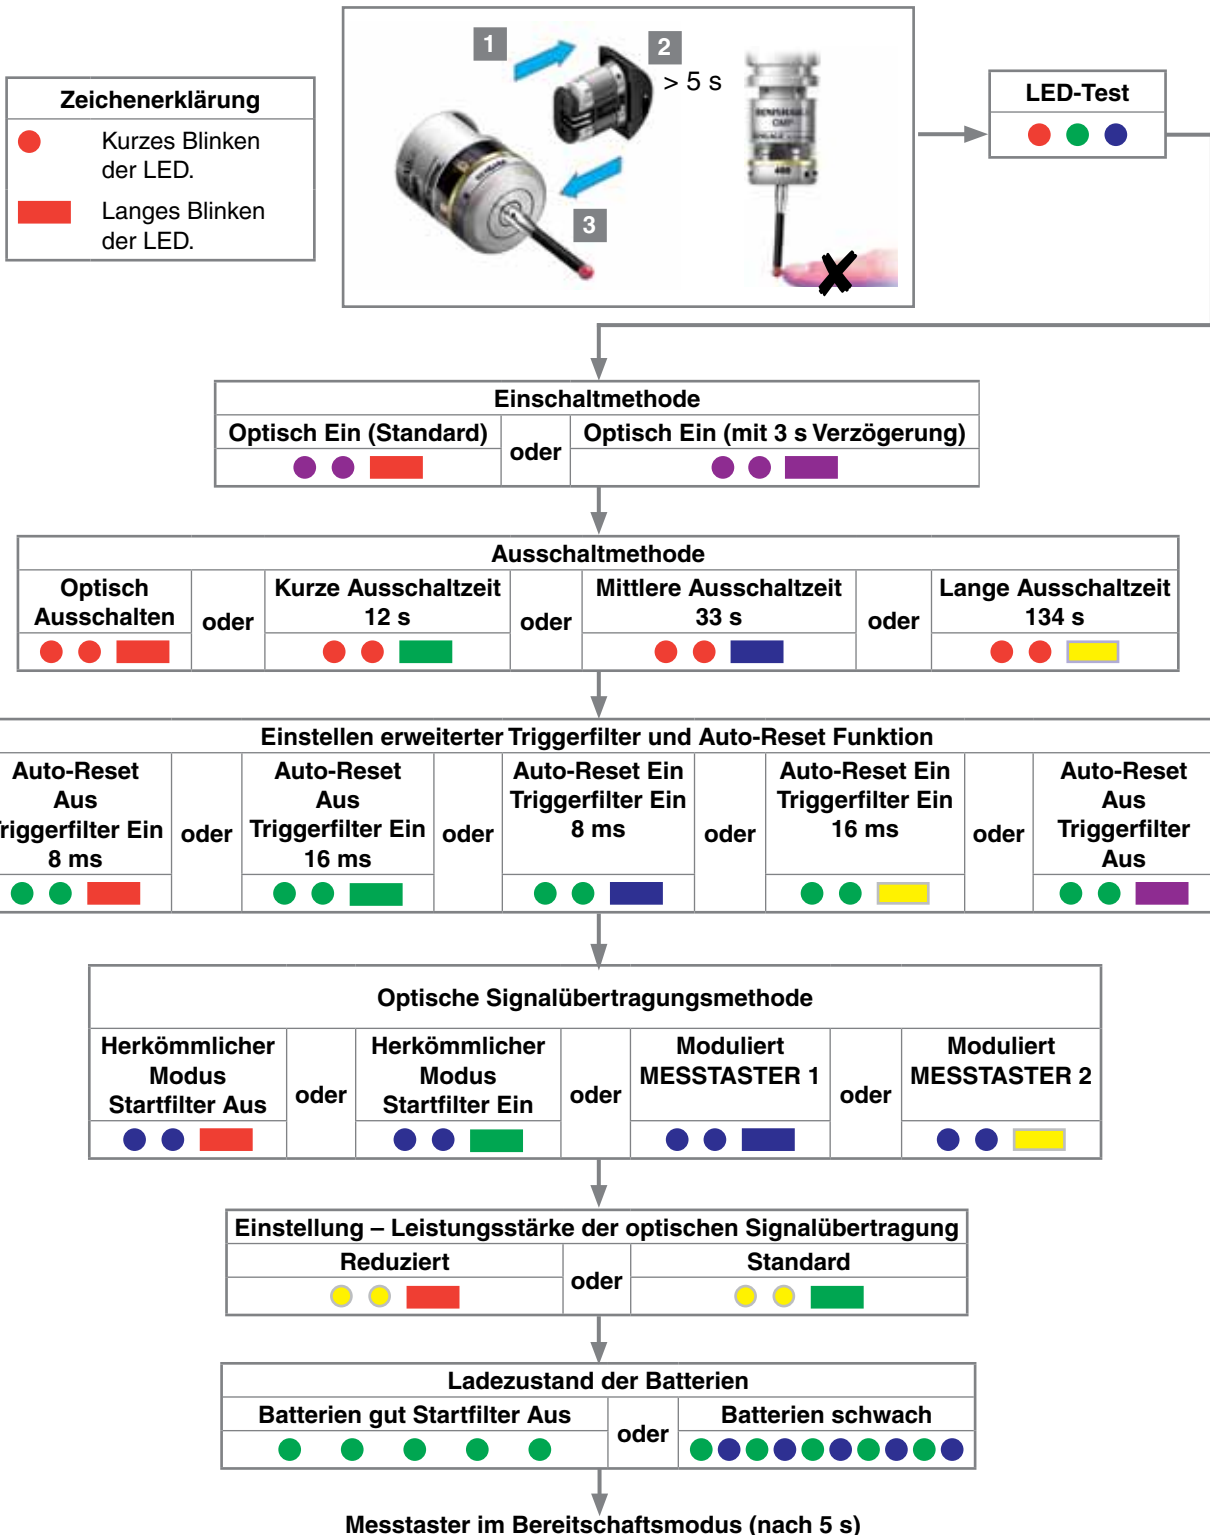 1
2
> 5 s
3
RENISHAW
OMP
400
Zeichenerklärung
Kurzes Blinken
der LED.
Langes Blinken
der LED.
LED-Test
Einschaltmethode
Optisch Ein (Standard)
oder
Optisch Ein (mit 3 s Verzögerung)
Ausschaltmethode
Optisch
Ausschalten
oder
Kurze Ausschaltzeit
12 s
oder
Mittlere Ausschaltzeit
33 s
oder
Lange Ausschaltzeit
134 s
Einstellen erweiterter Triggerfilter und Auto-Reset Funktion
Auto-Reset
Aus
Triggerfilter Ein
8 ms
oder
Auto-Reset
Aus
Triggerfilter Ein
16 ms
oder
Auto-Reset Ein
Triggerfilter Ein
8 ms
oder
Auto-Reset Ein
Triggerfilter Ein
16 ms
oder
Auto-Reset
Aus
Triggerfilter
Aus
Optische Signalübertragungsmethode
Herkömmlicher
Modus
Startfilter Aus
oder
Herkömmlicher
Modus
Startfilter Ein
oder
Moduliert
MESSTASTER 1
oder
Moduliert
MESSTASTER 2
Einstellung – Leistungsstärke der optischen Signalübertragung
Reduziert
oder
Standard
Ladezustand der Batterien
Batterien gut Startfilter Aus
oder
Batterien schwach
Messtaster im Bereitschaftsmodus (nach 5 s)